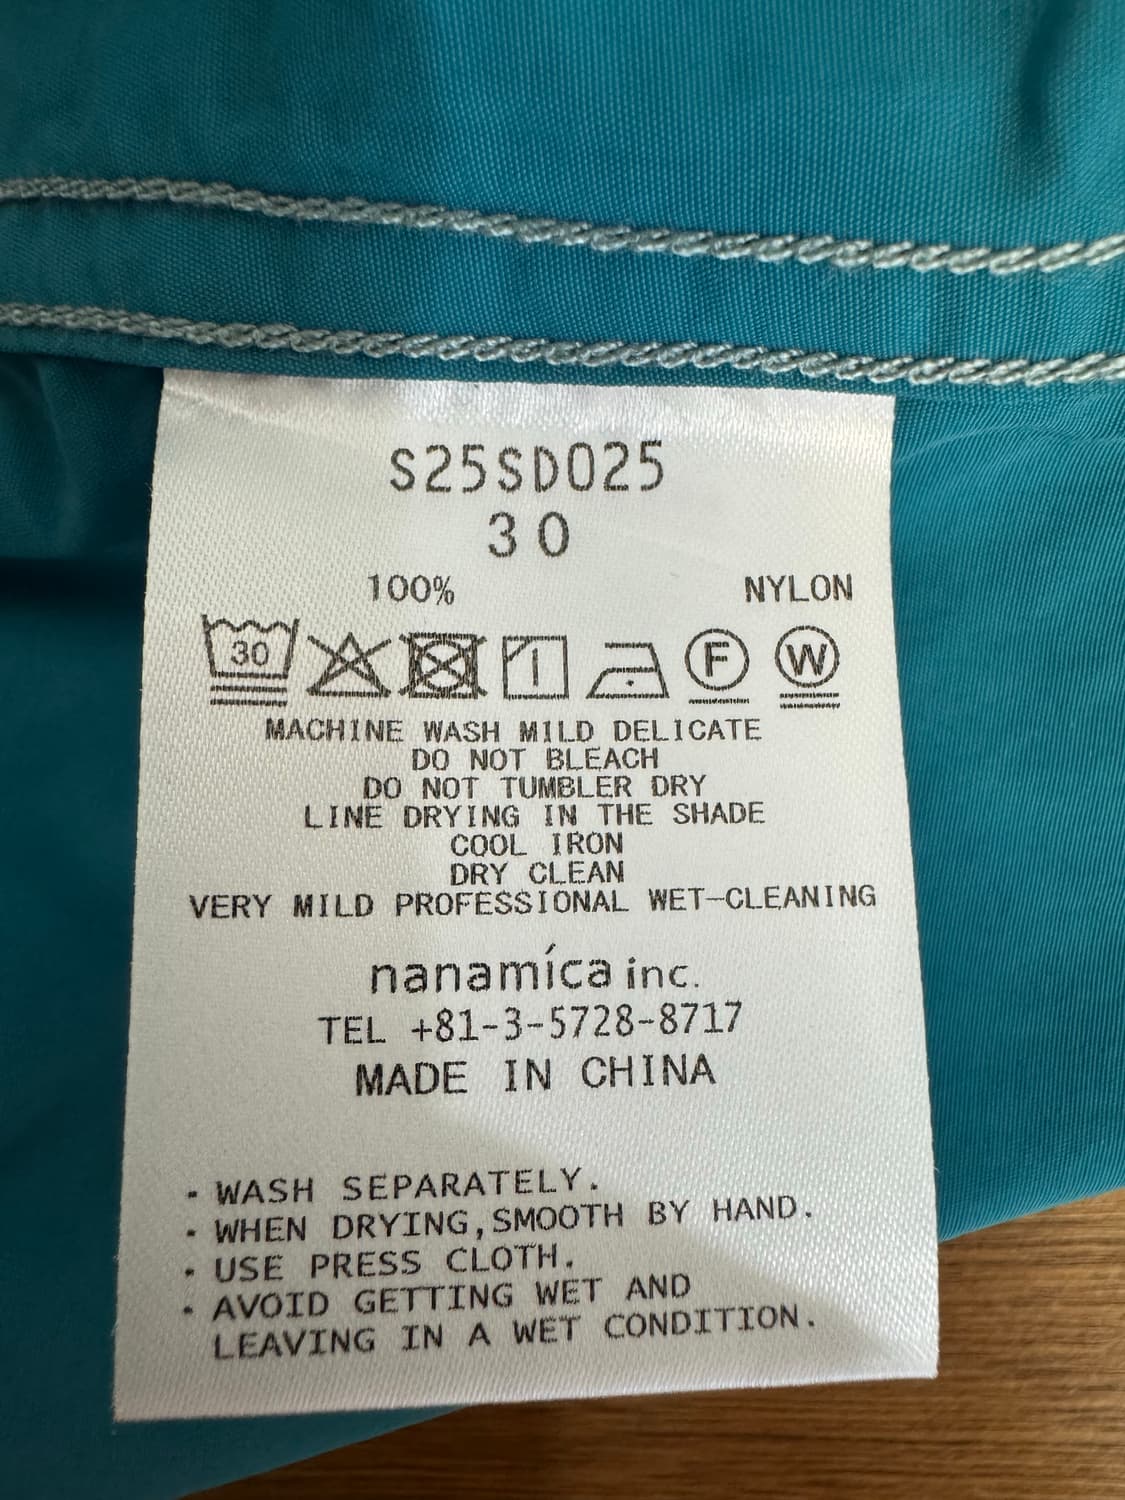 S25SD025
30
100% NYLON
30 F W
MACHINE WASH MILD DELICATE
DO NOT BLEACH
DO NOT TUMBLER DRY
LINE DRYING IN THE SHADE
COOL IRON
DRY CLEAN
VERY MILD PROFESSIONAL WET-CLEANING
nanamíca inc.
TEL +81-3-5728-8717
MADE IN CHINA
・WASH SEPARATELY.
・WHEN DRYING,SMOOTH BY HAND.
・USE PRESS CLOTH.
・AVOID GETTING WET AND
LEAVING IN A WET CONDITION.